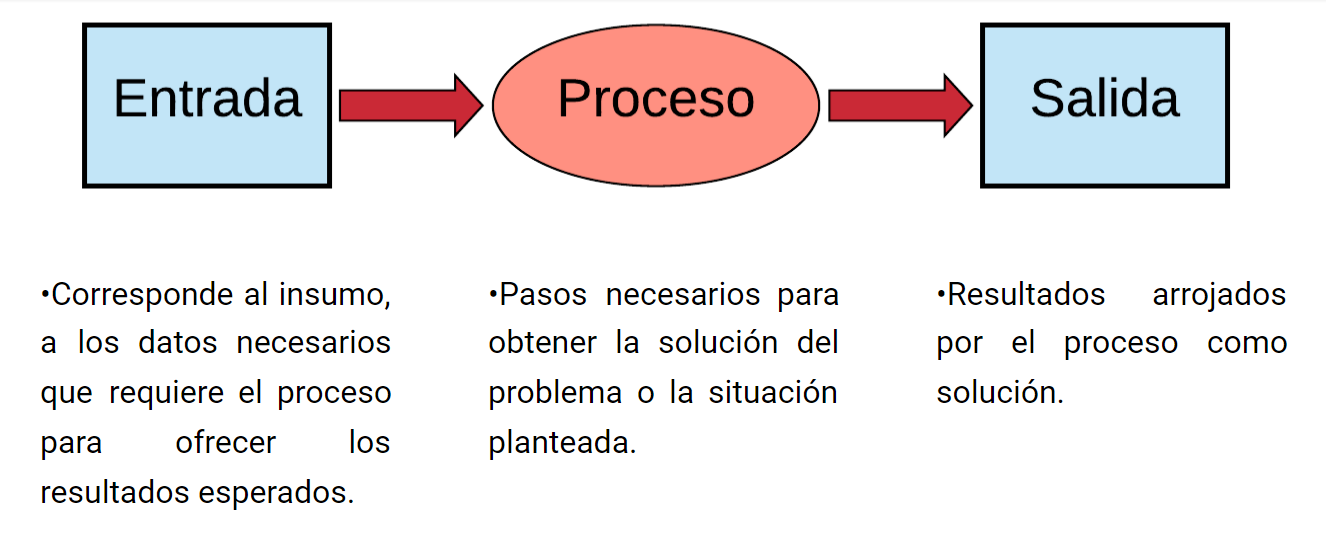 Entrada
Proceso
Salida
•Corresponde al insumo,
a los datos necesarios
que requiere el proceso
para ofrecer los
resultados esperados.
•Pasos necesarios para
obtener la solución del
problema o la situación
planteada.
•Resultados arrojados
por el proceso como
solución.